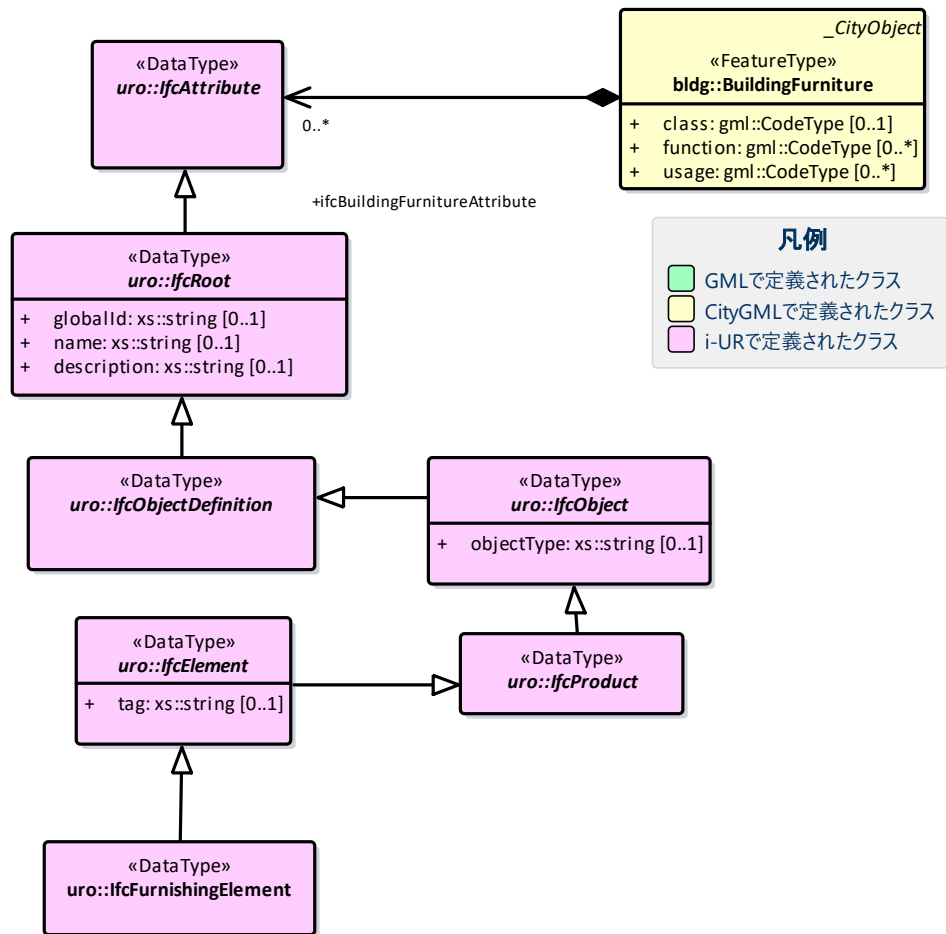 «DataType»
uro::IfcAttribute
_CityObject
«FeatureType»
bldg::BuildingFurniture
+ class: gml::CodeType [0..1]
+ function: gml::CodeType [0..*]
+ usage: gml::CodeType [0..*]
0..*
+ifcBuildingFurnitureAttribute
凡例
GMLで定義されたクラス
CityGMLで定義されたクラス
i-URで定義されたクラス
«DataType»
uro::IfcRoot
+ globalId: xs::string [0..1]
+ name: xs::string [0..1]
+ description: xs::string [0..1]
«DataType»
uro::IfcObjectDefinition
«DataType»
uro::IfcObject
+ objectType: xs::string [0..1]
«DataType»
uro::IfcElement
+ tag: xs::string [0..1]
«DataType»
uro::IfcProduct
«DataType»
uro::IfcFurnishingElement